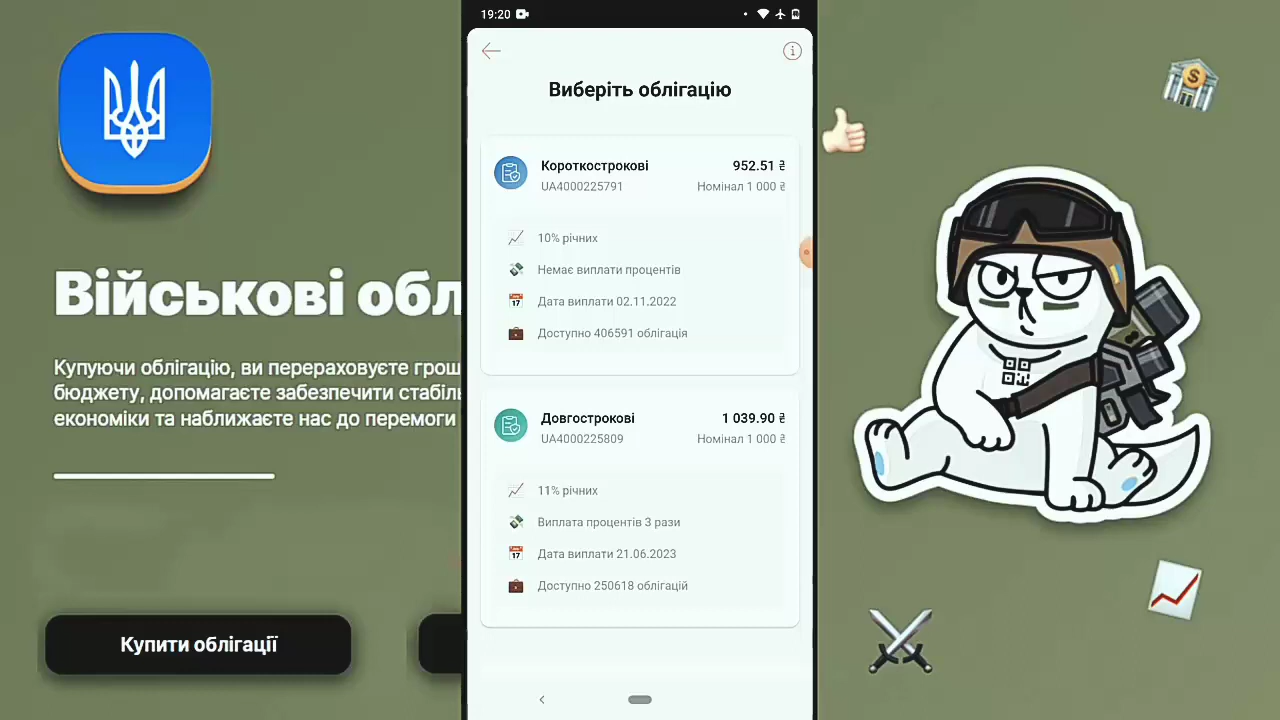 19:20
Виберіть облігацію
Короткострокові
952.51 ₴
UA4000225791
Номінал 1 000 ₴
10% річних
Немає виплати процентів
Дата виплати 02.11.2022
Доступно 406591 облігація
Довгострокові
1 039.90 ₴
UA4000225809
Номінал 1 000 ₴
11% річних
Виплата процентів 3 рази
Дата виплати 21.06.2023
Доступно 250618 облігацій
Військові обл
Купуючи облігацію, ви перераховуєте грош
бюджету, допомагаєте забезпечити стабіль
економіки та наближаєте нас до перемоги
Купити облігації
17
17
$